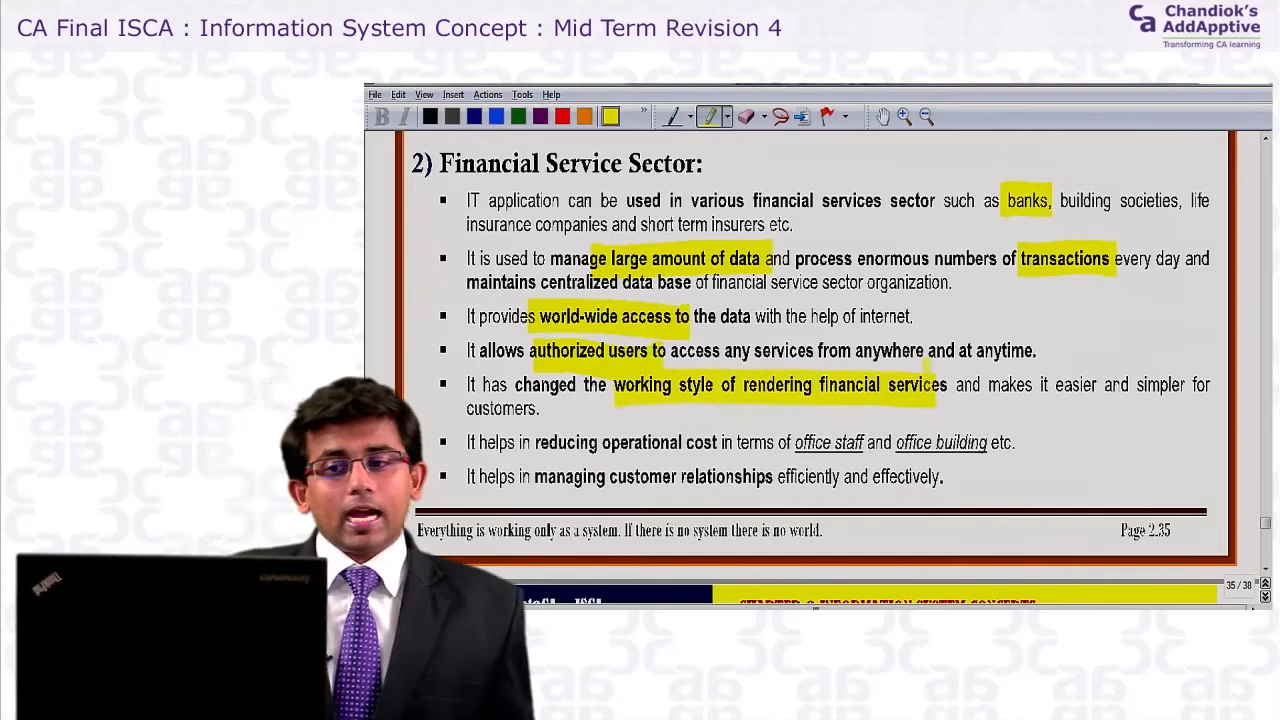 CA Final ISCA : Information System Concept : Mid Term Revision 4
Ca
Chandiok's
AddApptive
Transforming CA learning
File Edit View Insert Actions Tools Help
B I
2) Financial Service Sector:
IT application can be used in various financial services sector such as banks, building societies, life
insurance companies and short term insurers etc.
It is used to manage large amount of data and process enormous numbers of transactions every day and
maintains centralized data base of financial service sector organization.
It provides world-wide access to the data with the help of internet.
It allows authorized users to access any services from anywhere and at anytime.
It has changed the working style of rendering financial services and makes it easier and simpler for
customers.
It helps in reducing operational cost in terms of office staff and office building etc.
It helps in managing customer relationships efficiently and effectively.
Everything is working only as a system. If there is no system there is no world.
Page 2.35
35 / 38
ThinkPad
lenovo